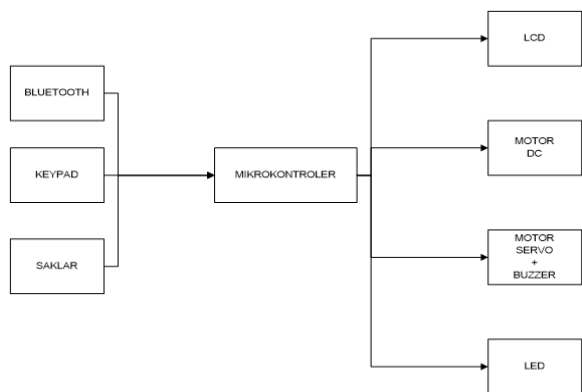 BLUETOOTH
KEYPAD
SAKLAR
MIKROKONTROLER
LCD
MOTOR
DC
MOTOR
SERVO
+
BUZZER
LED